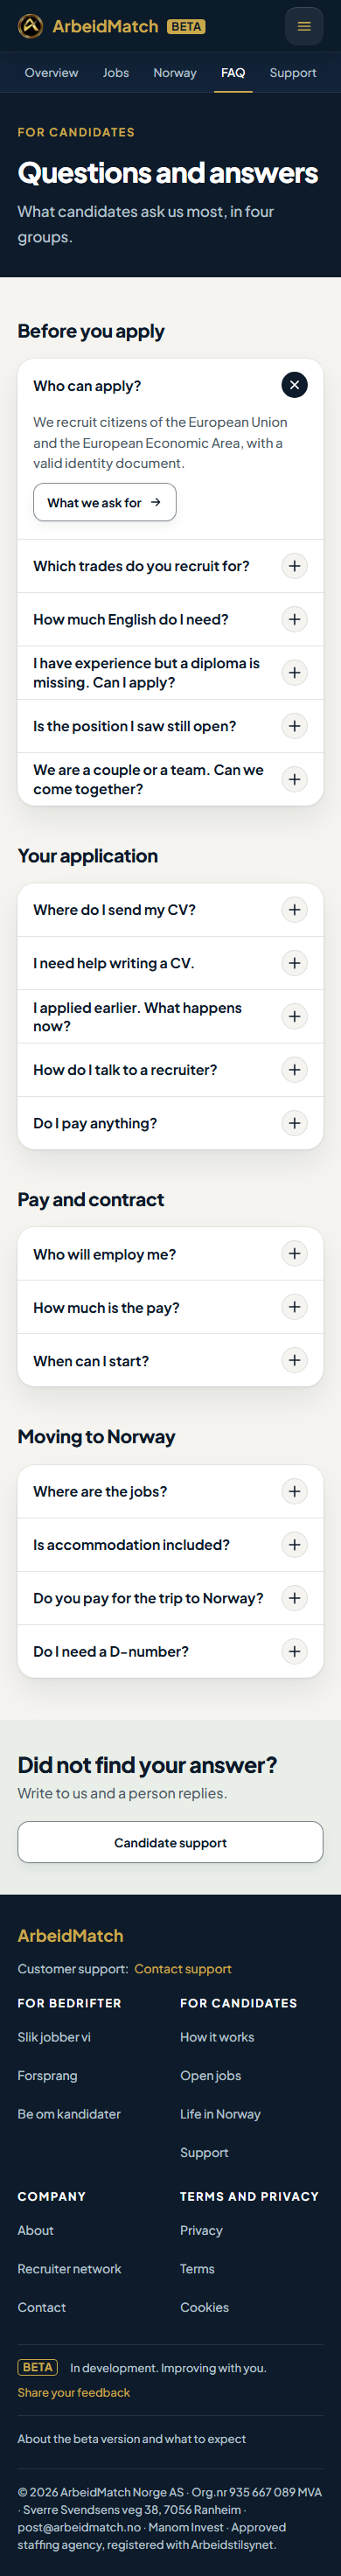 ArbeidMatch BETA
Overview Jobs Norway FAQ Support
FOR CANDIDATES
Questions and answers
What candidates ask us most, in four
groups.
Before you apply
Who can apply?
We recruit citizens of the European Union
and the European Economic Area, with a
valid identity document.
What we ask for →
Which trades do you recruit for?
How much English do I need?
I have experience but a diploma is
missing. Can I apply?
Is the position I saw still open?
We are a couple or a team. Can we
come together?
Your application
Where do I send my CV?
I need help writing a CV.
I applied earlier. What happens
now?
How do I talk to a recruiter?
Do I pay anything?
Pay and contract
Who will employ me?
How much is the pay?
When can I start?
Moving to Norway
Where are the jobs?
Is accommodation included?
Do you pay for the trip to Norway?
Do I need a D-number?
Did not find your answer?
Write to us and a person replies.
Candidate support
ArbeidMatch
Customer support: Contact support
FOR BEDRIFTER
Slik jobber vi
Forsprang
Be om kandidater
FOR CANDIDATES
How it works
Open jobs
Life in Norway
Support
COMPANY
About
Recruiter network
Contact
TERMS AND PRIVACY
Privacy
Terms
Cookies
BETA In development. Improving with you.
Share your feedback
About the beta version and what to expect
© 2026 ArbeidMatch Norge AS · Org.nr 935 667 089 MVA
· Sverre Svendsens veg 38, 7056 Ranheim ·
post@arbeidmatch.no · Manom Invest · Approved
staffing agency, registered with Arbeidstilsynet.